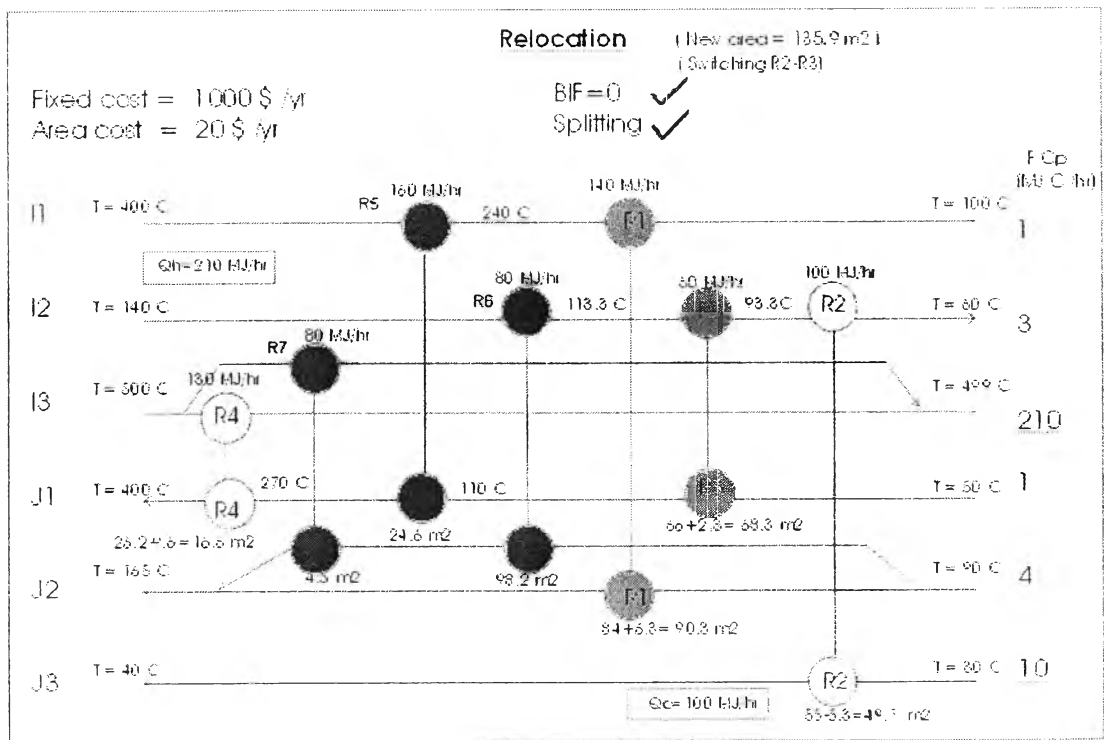 Relocation
( New area = 135.9 m2 )
( Switching R2-R3)
Fixed cost = 1000 $ /yr
Area cost = 20 $ /yr
BIF=0
Splitting
F Cp
(MJ/C /hr)
160 MJ/hr
140 MJ/hr
I1
T = 400 C
R5
240 C
R1
T = 100 C
1
Qh=210 MJ/hr
80 MJ/hr
60 MJ/hr
100 MJ/hr
I2
T = 140 C
R6
113.3 C
93.3C
R2
T = 60 C
3
R7
80 MJ/hr
130 MJ/hr
I3
T = 500 C
R4
T = 499 C
210
J1
T = 400 C
R4
270 C
110 C
T = 50 C
1
24.6 m2
66+2.3= 68.3 m2
J2
T = 165 C
98.2 m2
R1
T = 90 C
4
84+6.3= 90.3 m2
J3
T = 40 C
R2
T = 30 C
10
Qc= 100 MJ/hr